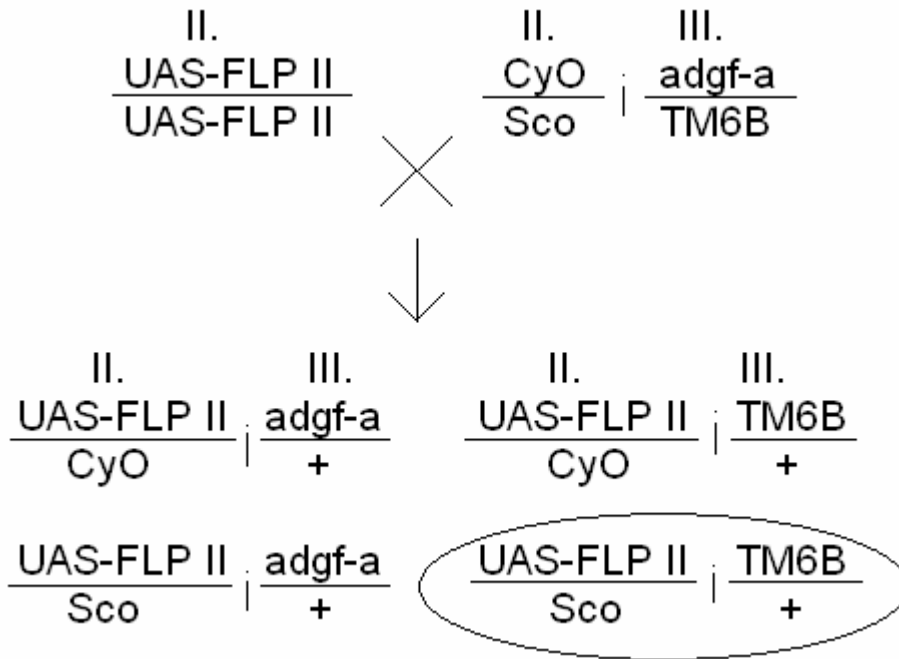 II. II. III.
UAS-FLP II CyO adgf-a
UAS-FLP II Sco ; TM6B
II. III. II. III.
UAS-FLP II ; adgf-a UAS-FLP II ; TM6B
CyO + CyO +
UAS-FLP II ; adgf-a UAS-FLP II ; TM6B
Sco + Sco +